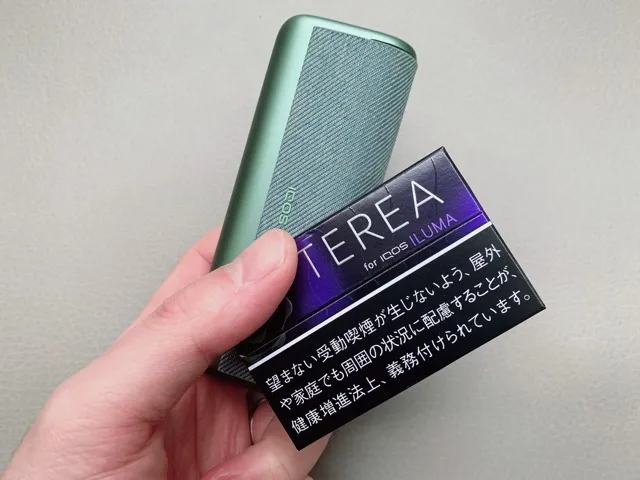 IQOS
TEREA
for IQOS ILUMA
望まない受動喫煙が生じないよう、屋外
や家庭でも周囲の状況に配慮することが、
健康増進法上、義務付けられています。